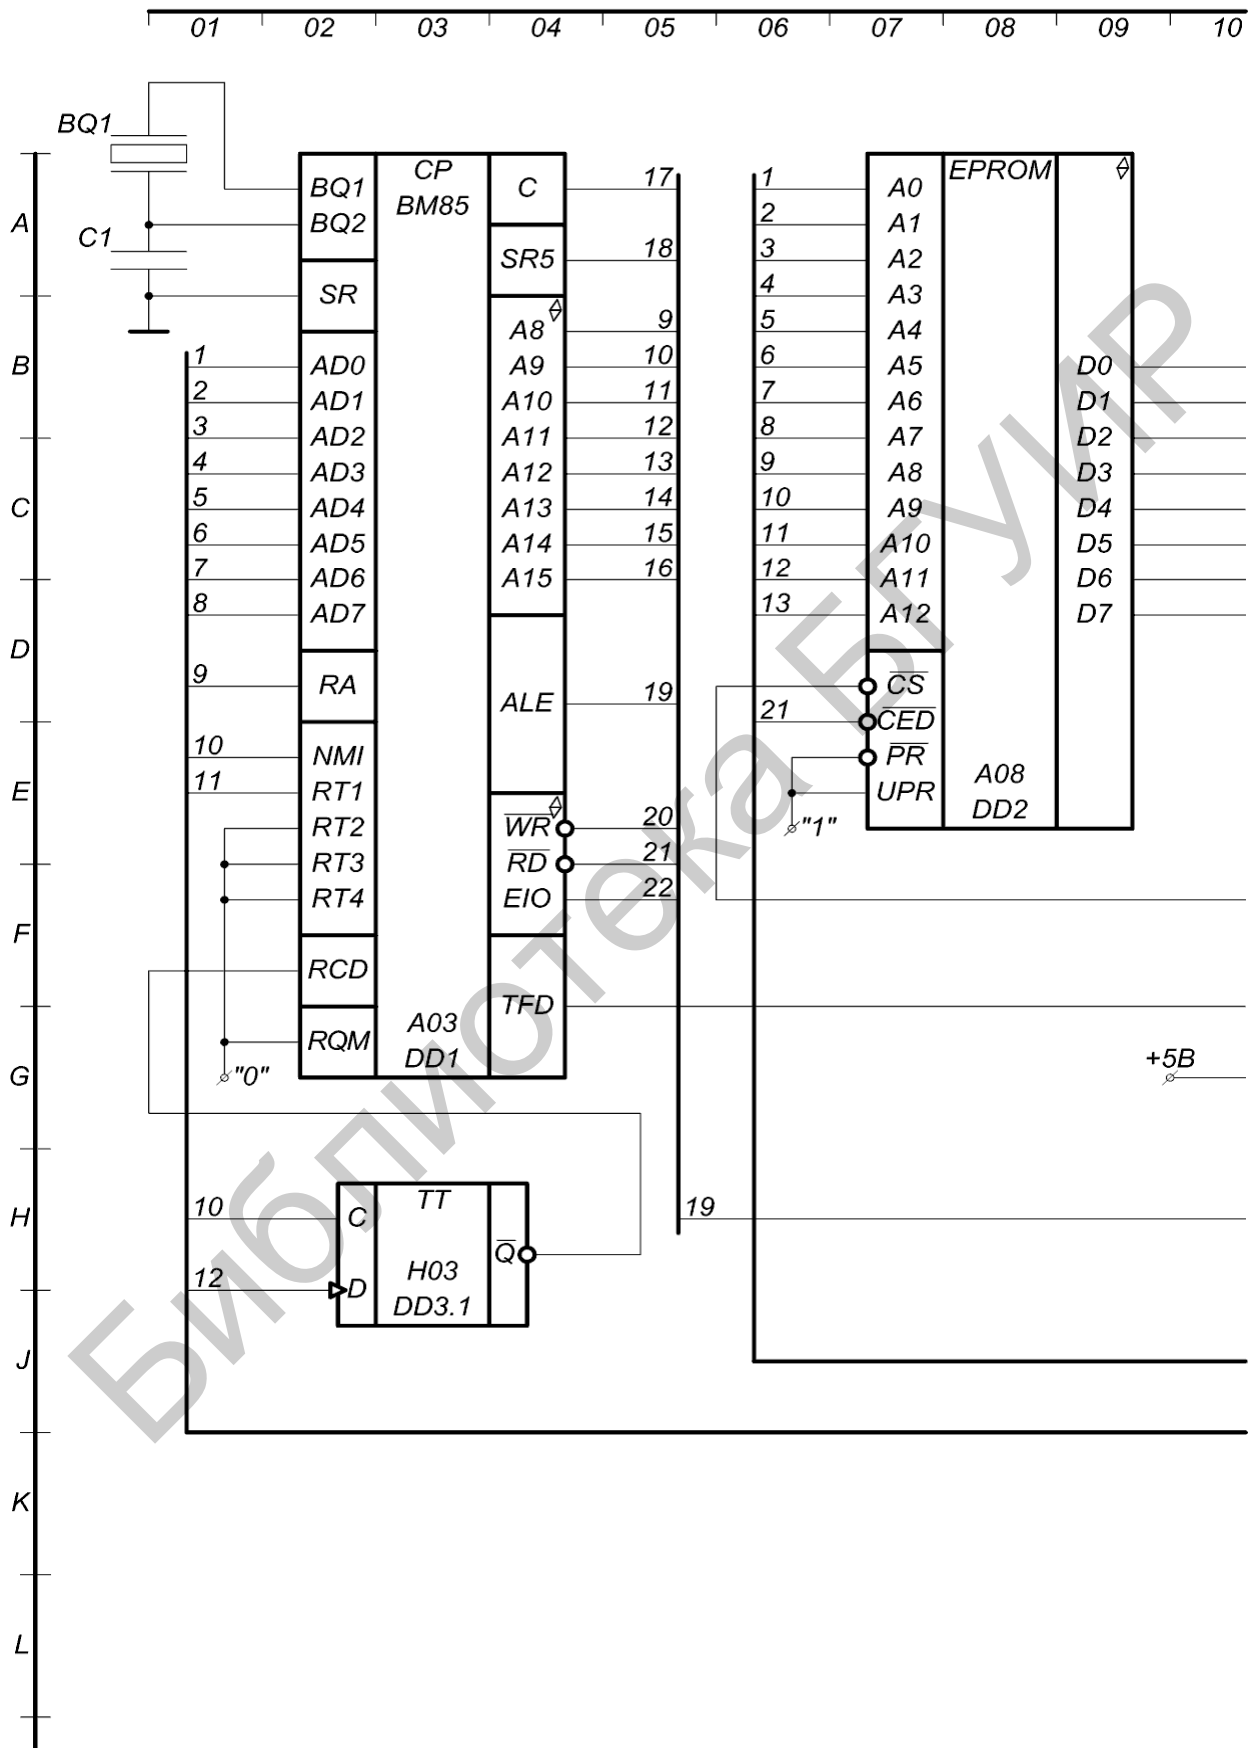 01 02 03 04 05 06 07 08 09 10
A
B
C
D
E
F
G
H
J
K
L
BQ1
C1
BQ1
BQ2
SR
1 AD0
2 AD1
3 AD2
4 AD3
5 AD4
6 AD5
7 AD6
8 AD7
9 RA
10 NMI
11 RT1
RT2
RT3
RT4
RCD
RQM
"0"
CP
BM85
A03
DD1
C 17
SR5 18
A8 9
A9 10
A10 11
A11 12
A12 13
A13 14
A14 15
A15 16
ALE 19
WR 20
RD 21
EIO 22
TFD
10 C
12 D
TT
H03
DD3.1
Q
19
1 A0
2 A1
3 A2
4 A3
5 A4
6 A5
7 A6
8 A7
9 A8
10 A9
11 A10
12 A11
13 A12
CS
21 CED
PR
UPR
"1"
EPROM
A08
DD2
D0
D1
D2
D3
D4
D5
D6
D7
+5В
Библиотека БГУИР